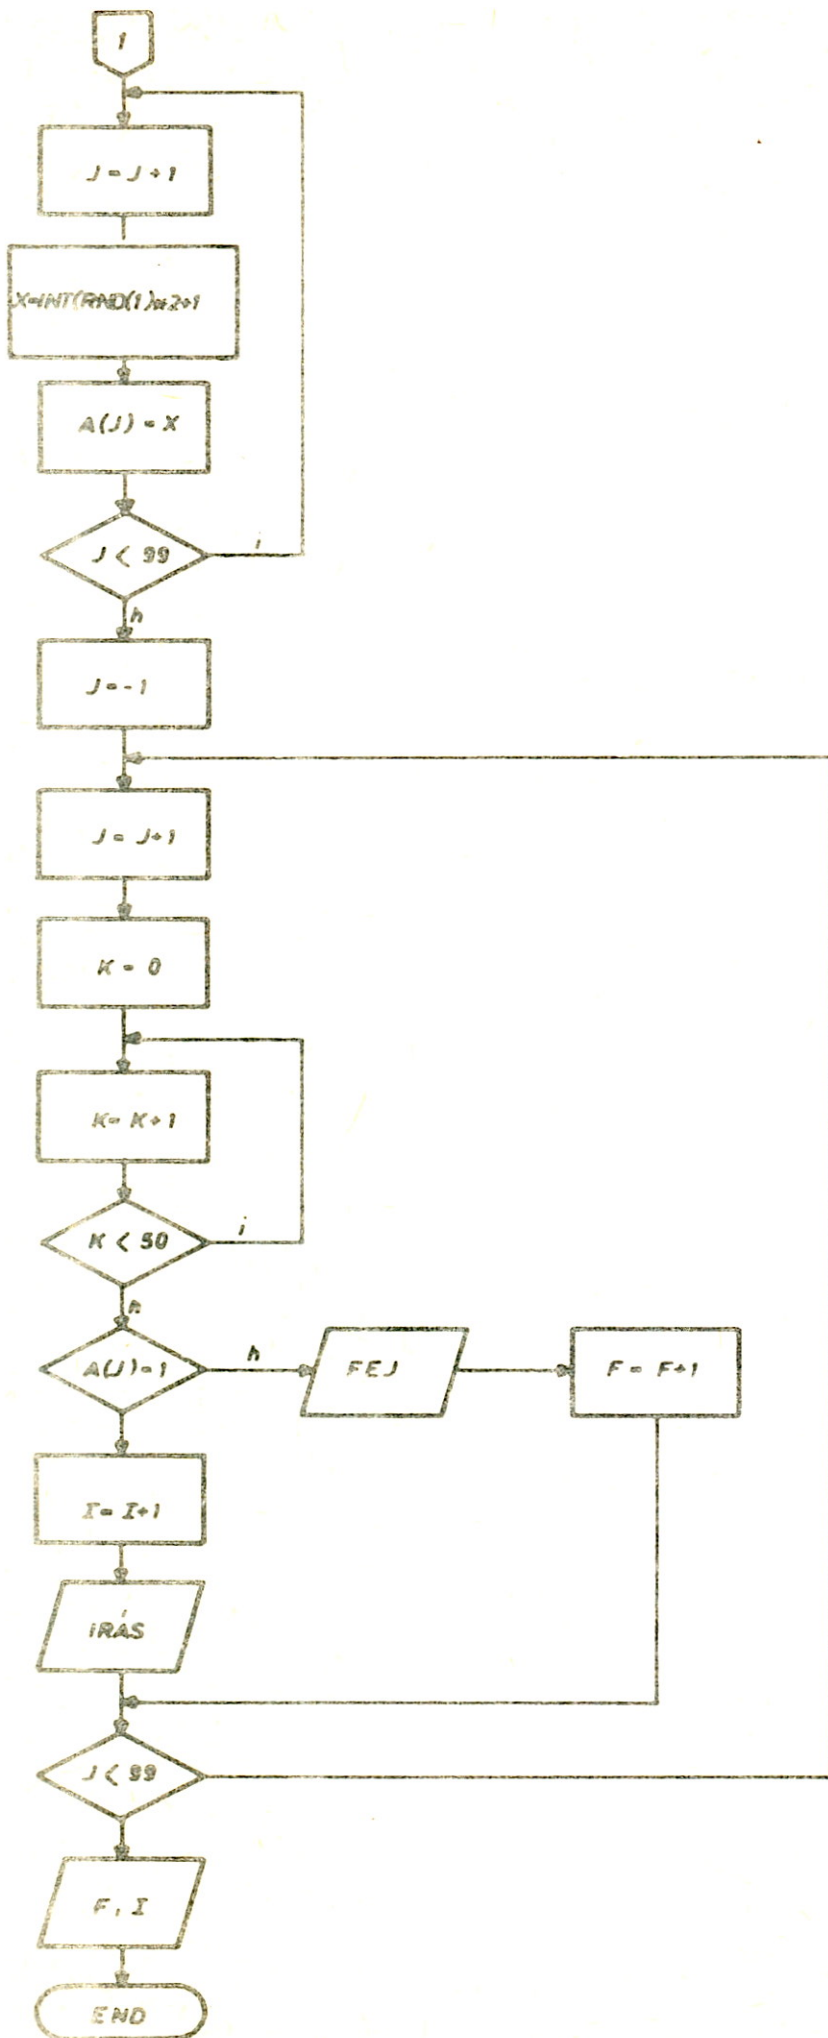 1
J = J + 1
X=INT(RND(1)*2+1
A(J) = X
J < 99
i
h
J = -1
J = J+1
K = 0
K = K+1
K < 50
i
h
A(J)=1
h
FEJ
F = F+1
I = I+1
ÍRÁS
J < 99
F, I
END